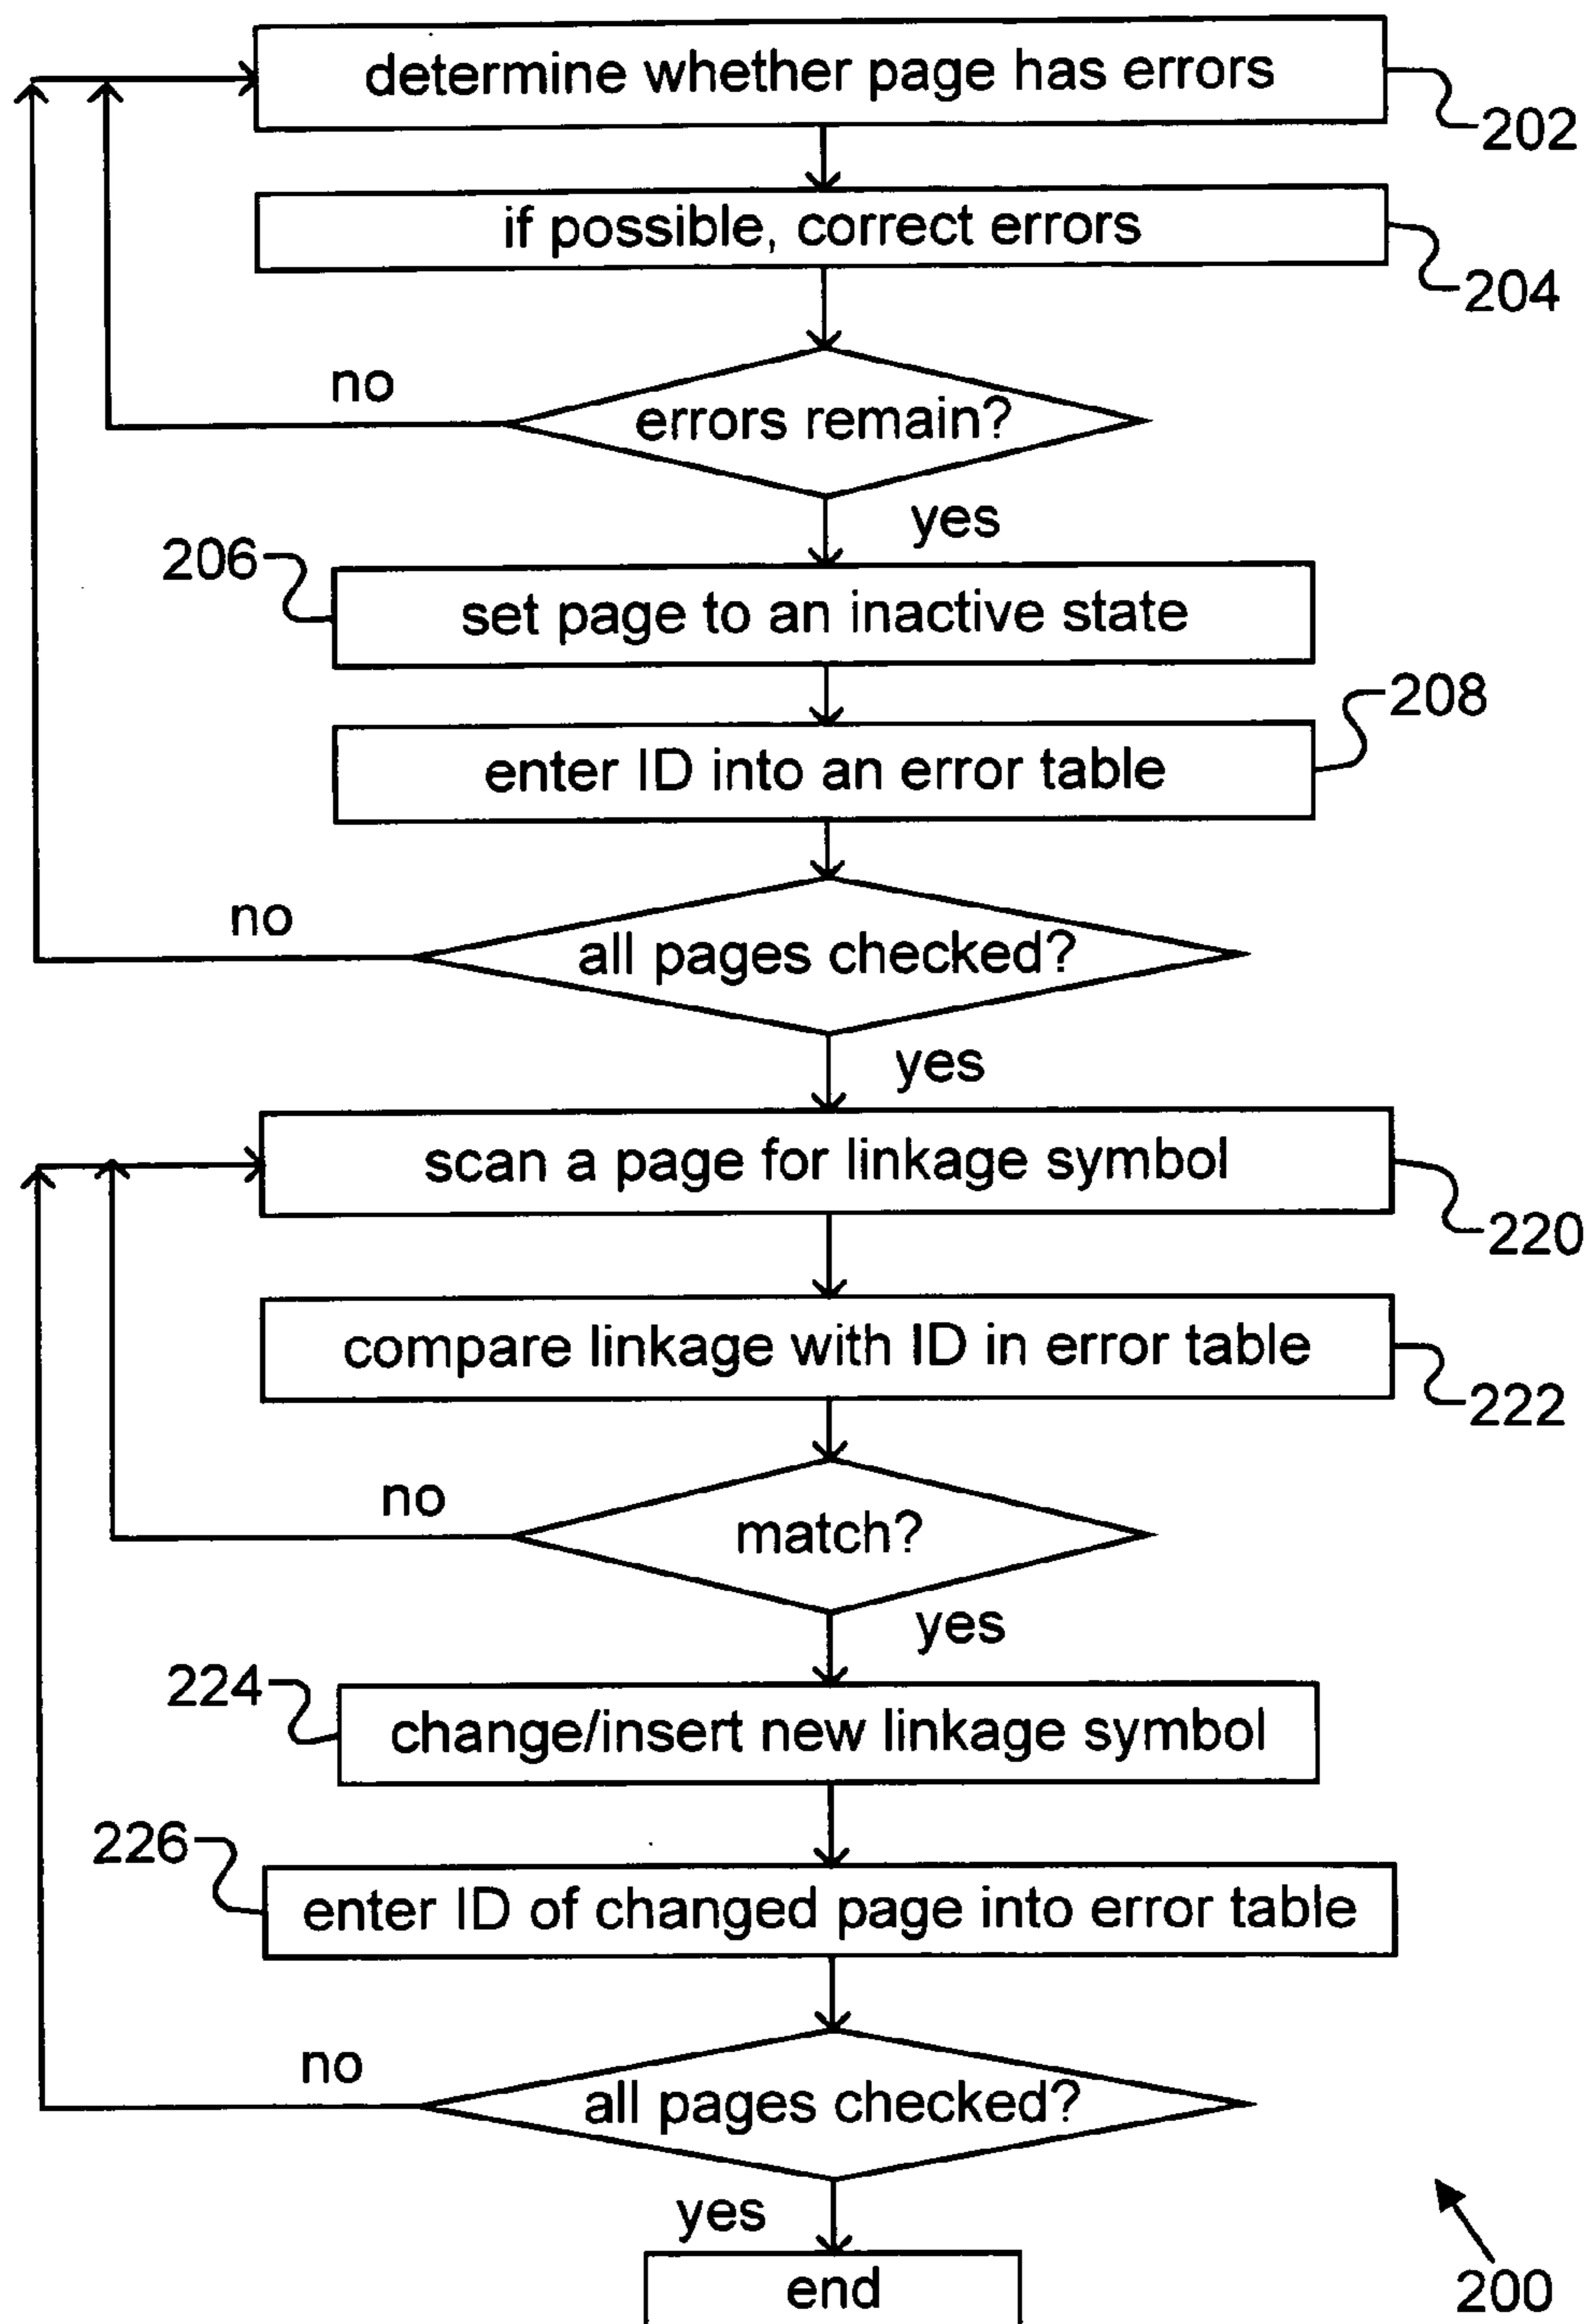 determine whether page has errors
202
if possible, correct errors
204
no
errors remain?
yes
206
set page to an inactive state
208
enter ID into an error table
no
all pages checked?
yes
scan a page for linkage symbol
220
compare linkage with ID in error table
222
no
match?
yes
224
change/insert new linkage symbol
226
enter ID of changed page into error table
no
all pages checked?
yes
end
200